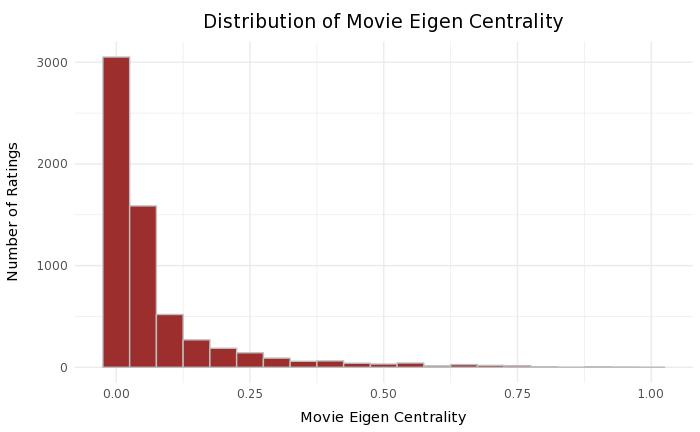 Distribution of Movie Eigen Centrality
Number of Ratings
3000
2000
1000
0
0.00 0.25 0.50 0.75 1.00
Movie Eigen Centrality